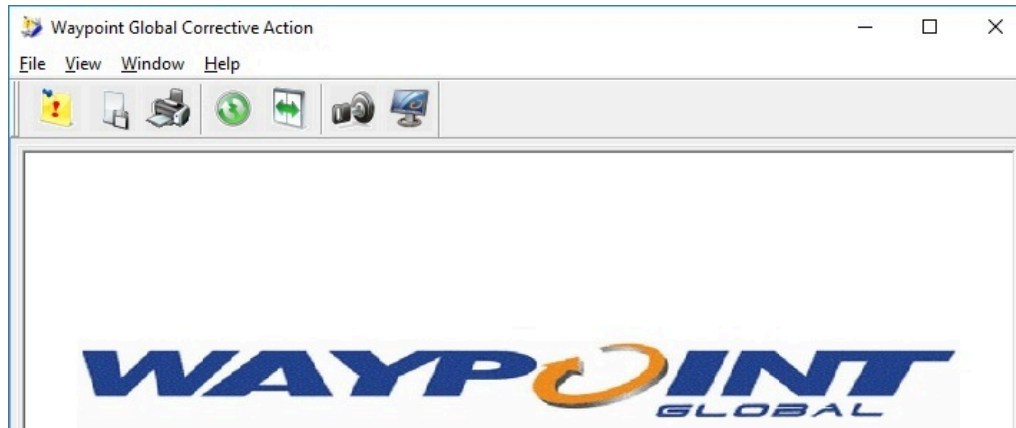 Waypoint Global Corrective Action
File View Window Help
WAYPOINT
GLOBAL